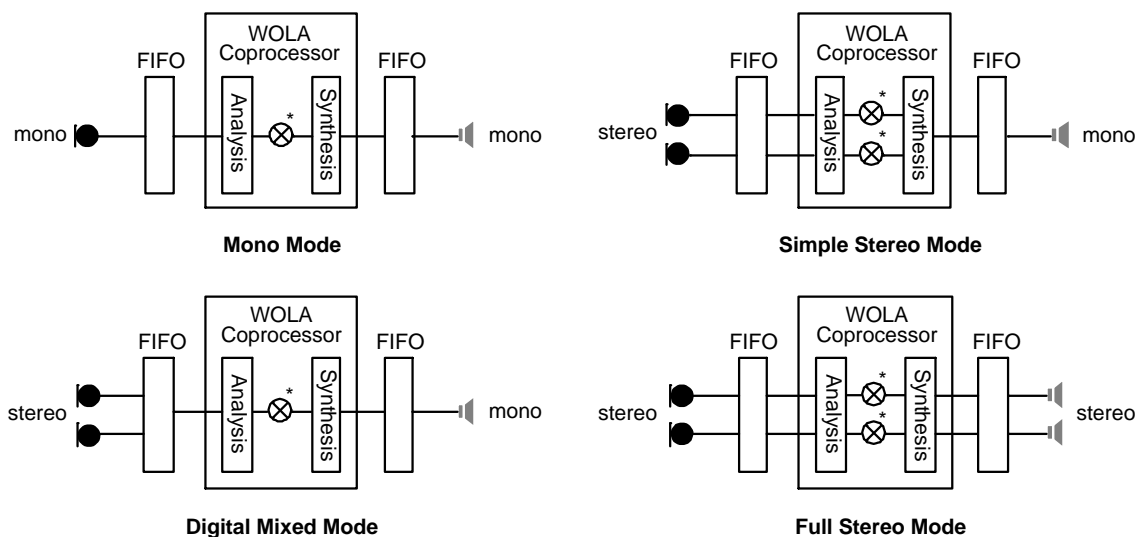 WOLA
Coprocessor
FIFO
FIFO
mono
Analysis
*
Synthesis
mono
Mono Mode
WOLA
Coprocessor
FIFO
FIFO
stereo
Analysis
*
*
Synthesis
mono
Simple Stereo Mode
WOLA
Coprocessor
FIFO
FIFO
stereo
Analysis
*
Synthesis
mono
Digital Mixed Mode
WOLA
Coprocessor
FIFO
FIFO
stereo
Analysis
*
*
Synthesis
stereo
Full Stereo Mode